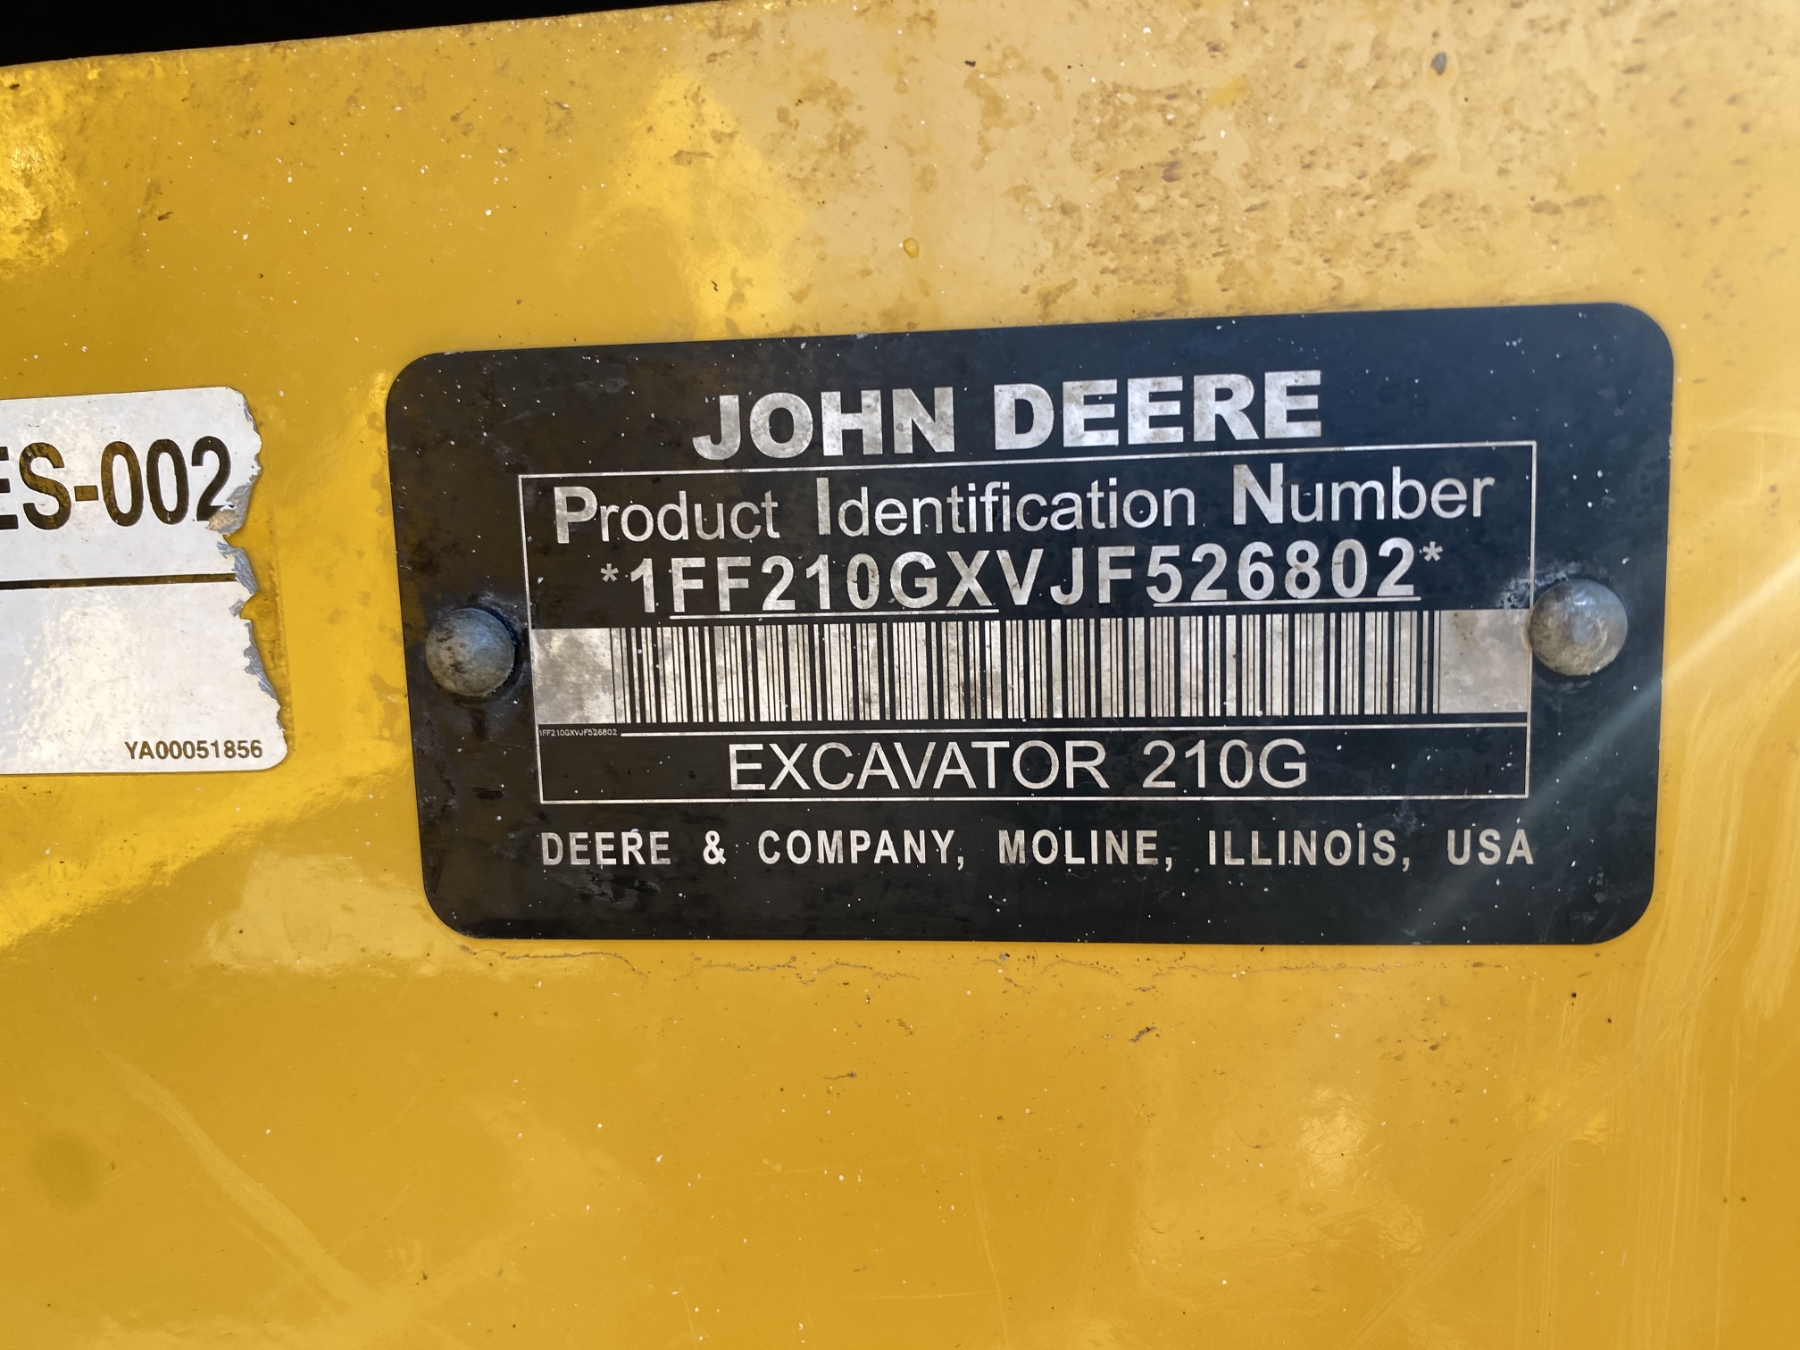 ES-002
YA00051856
JOHN DEERE
Product Identification Number
*1FF210GXVJF526802*
1FF210GXVJF526802
EXCAVATOR 210G
DEERE & COMPANY, MOLINE, ILLINOIS, USA